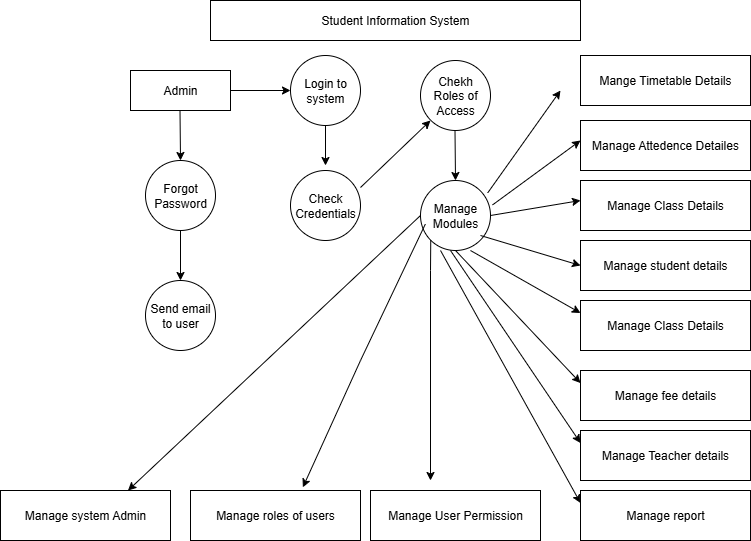 Student Information System
Admin
Login to
system
Chekh
Roles of
Access
Mange Timetable Details
Manage Attedence Detailes
Forgot
Password
Check
Credentials
Manage
Modules
Manage Class Details
Manage student details
Send email
to user
Manage Class Details
Manage fee details
Manage Teacher details
Manage system Admin
Manage roles of users
Manage User Permission
Manage report